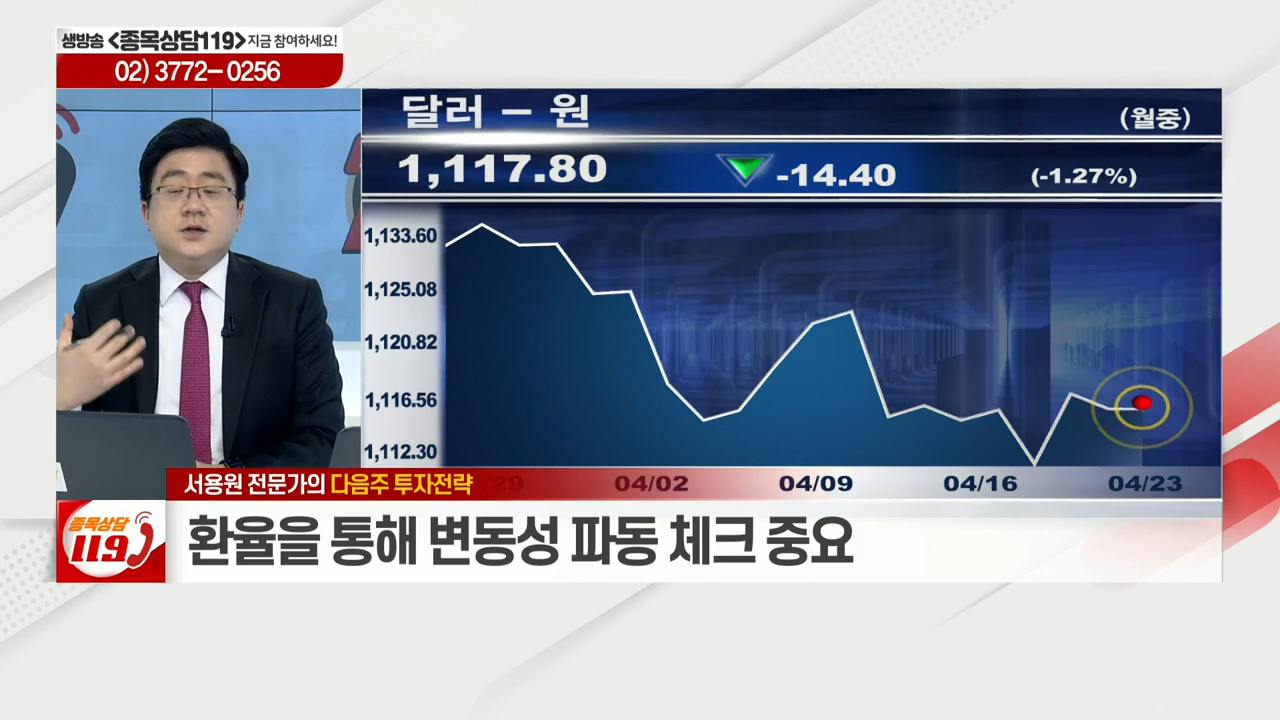 생방송 <종목상담119> 지금 참여하세요!
02) 3772-0256
달러 - 원
(월중)
1,117.80 -14.40 (-1.27%)
1,133.60
1,125.08
1,120.82
1,116.56
1,112.30
29 04/02 04/09 04/16 04/23
서용원 전문가의 다음주 투자전략
종목상담
119
환율을 통해 변동성 파동 체크 중요